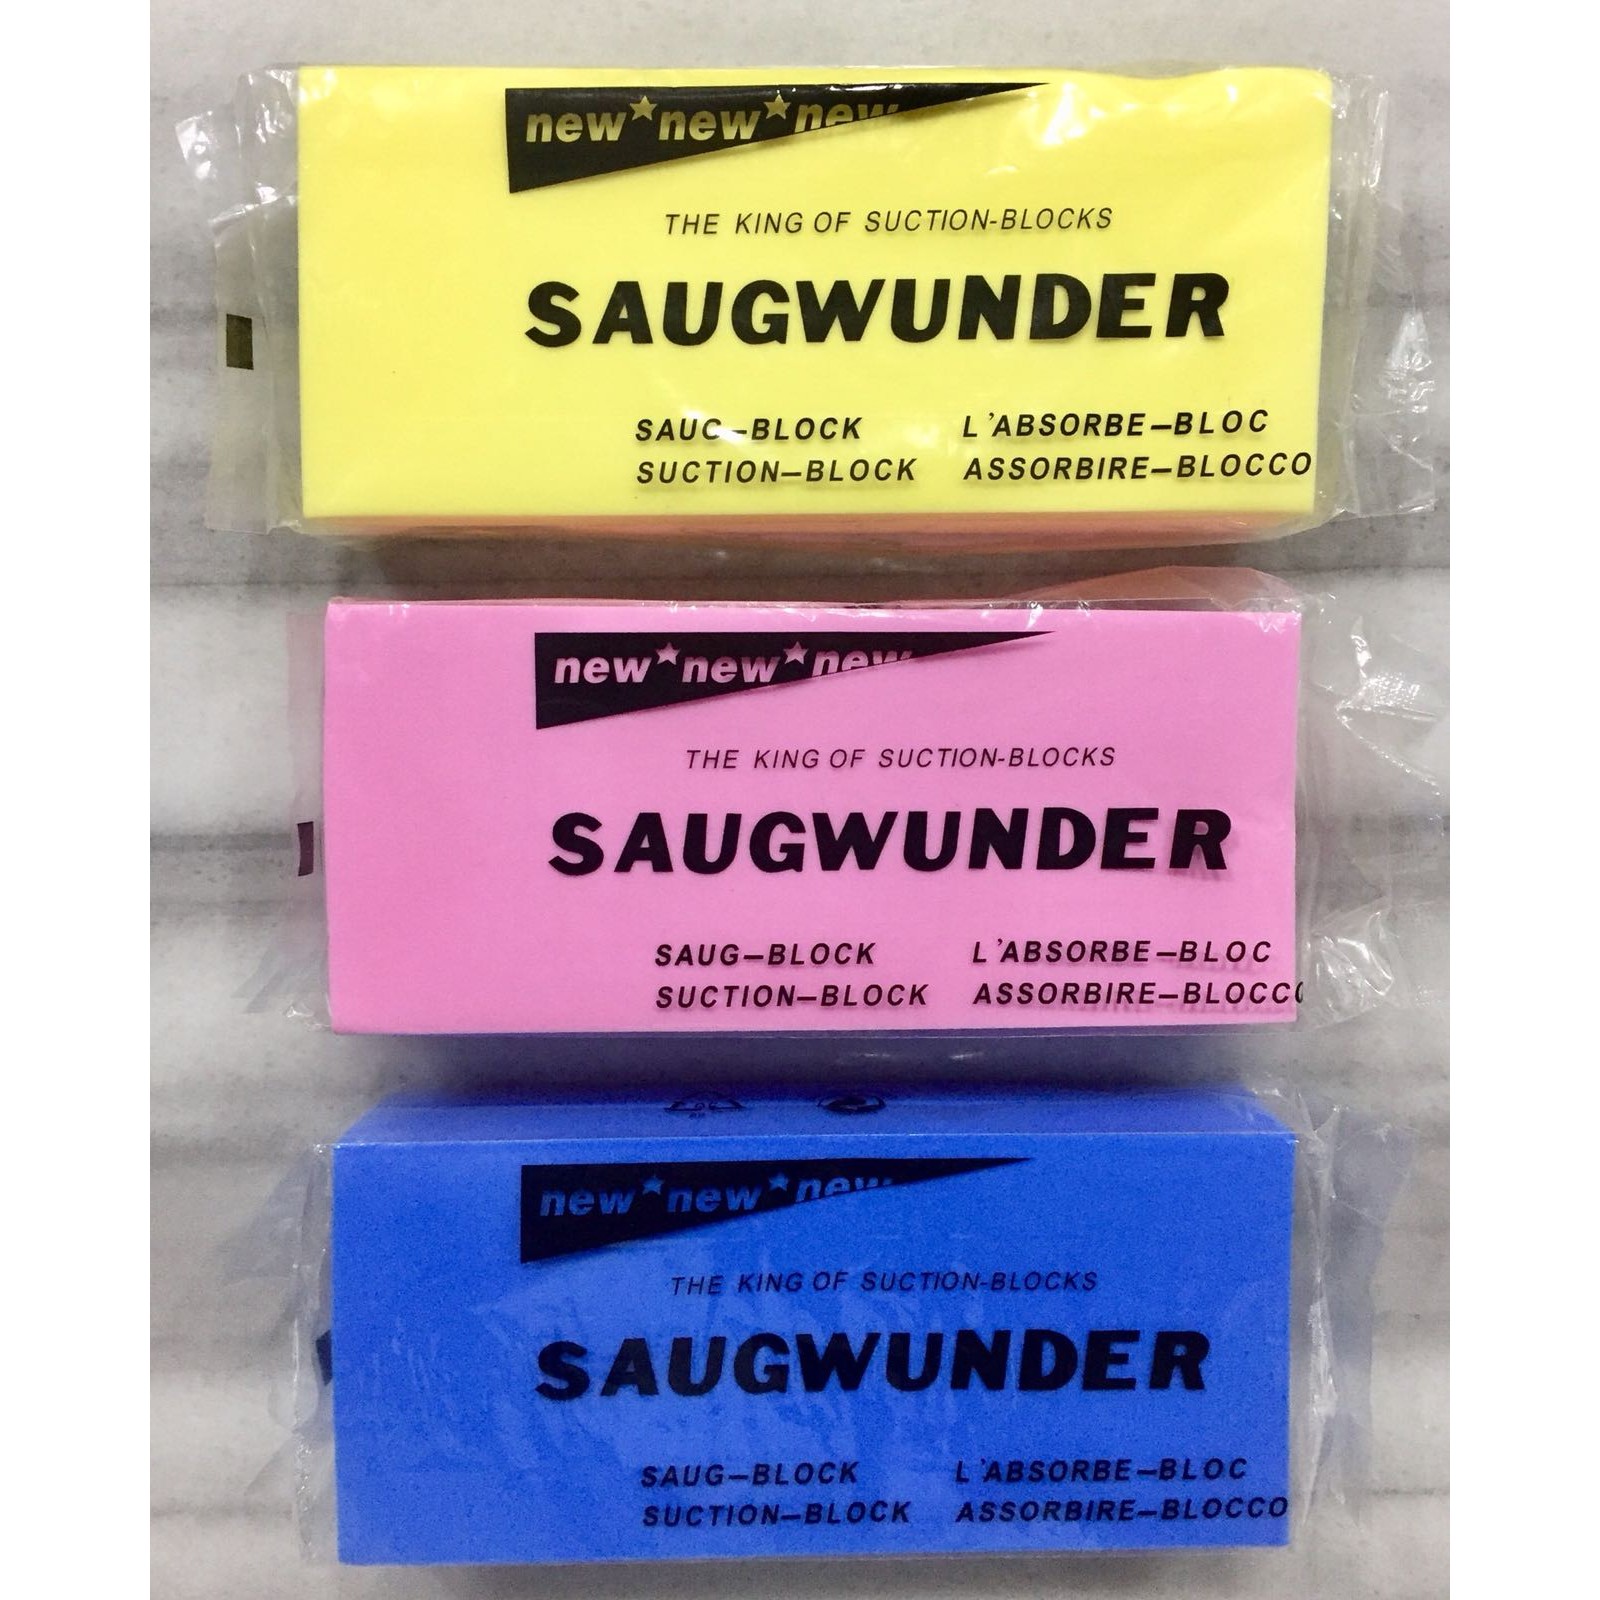 new★new★new
THE KING OF SUCTION-BLOCKS
SAUGWUNDER
SAUG–BLOCK L'ABSORBE–BLOC
SUCTION–BLOCK ASSORBIRE–BLOCCO
new★new★new
THE KING OF SUCTION-BLOCKS
SAUGWUNDER
SAUG–BLOCK L'ABSORBE–BLOC
SUCTION–BLOCK ASSORBIRE–BLOCCO
new★new★new
THE KING OF SUCTION-BLOCKS
SAUGWUNDER
SAUG–BLOCK L'ABSORBE–BLOC
SUCTION–BLOCK ASSORBIRE–BLOCCO